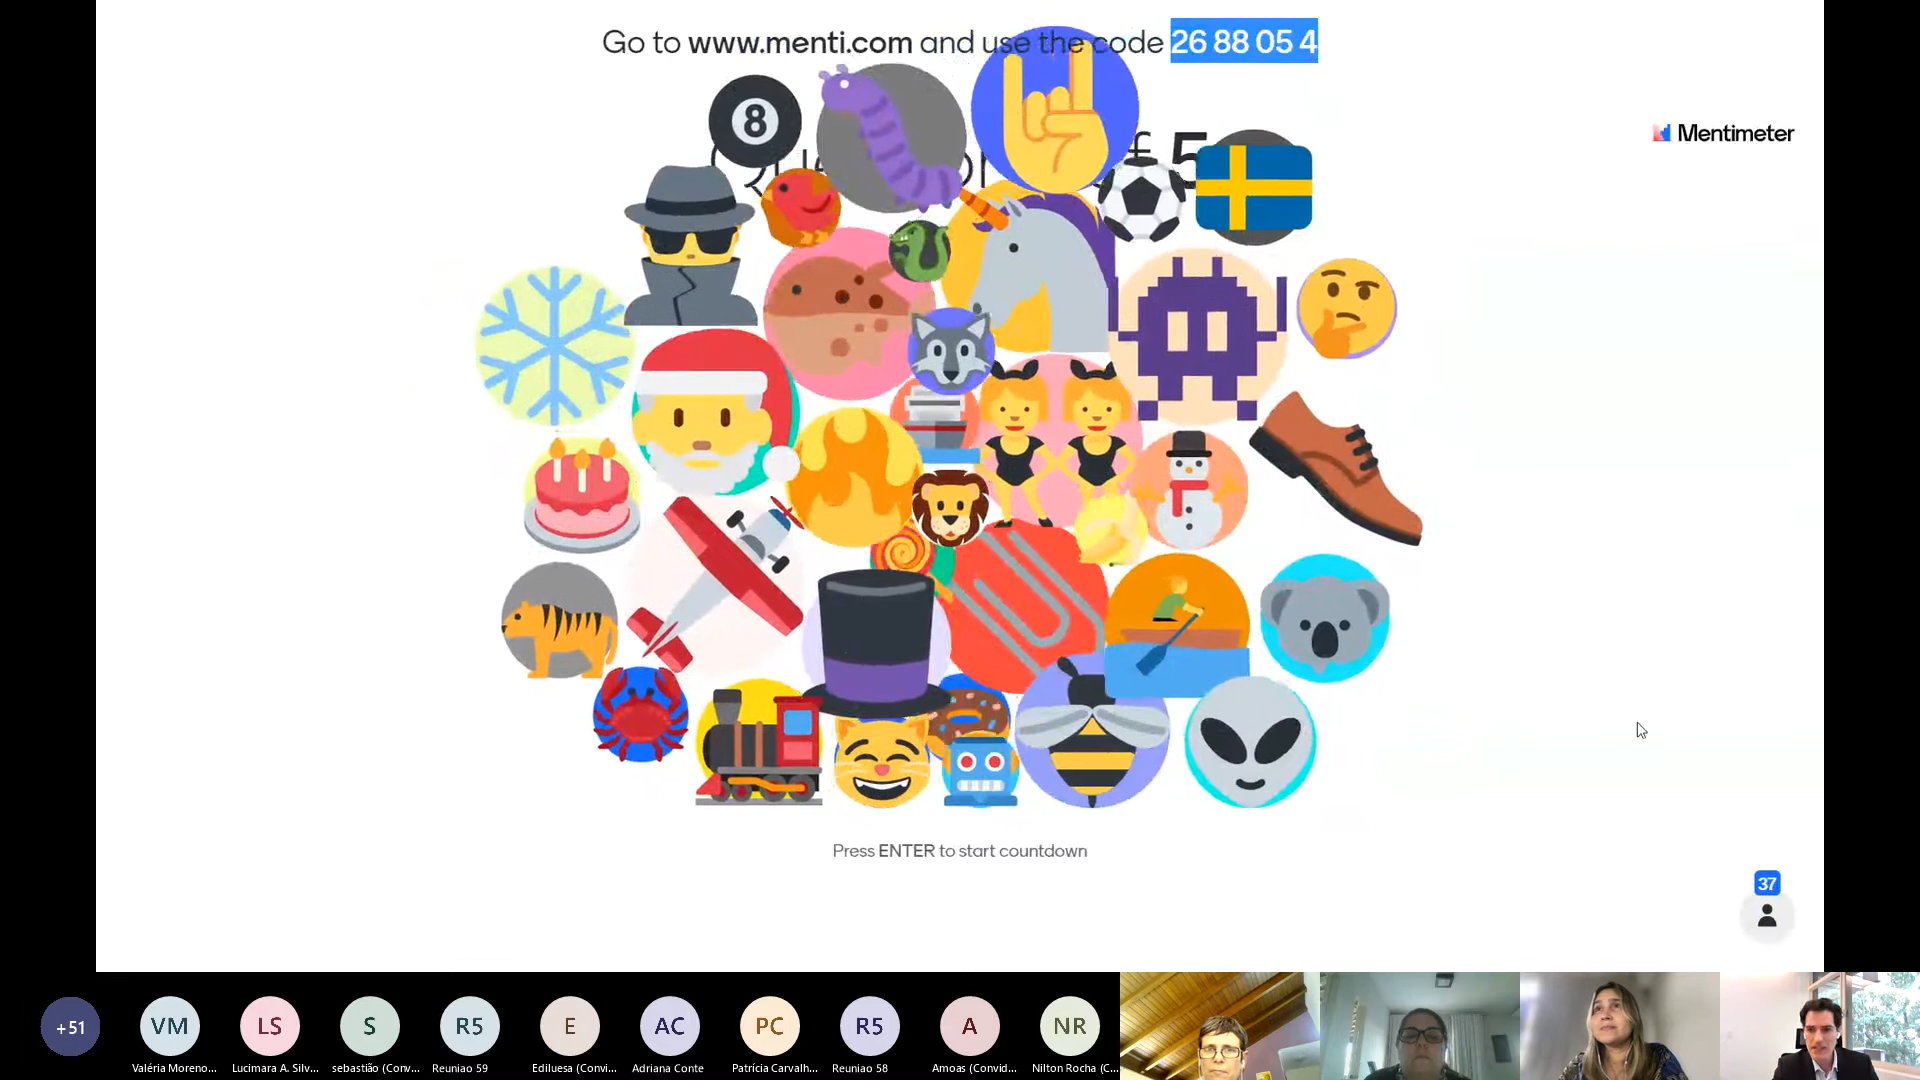 Go to www.menti.com and use the code 26 88 05 4
8
Mentimeter
5
Press ENTER to start countdown
37
+51
VM
LS
S
R5
E
AC
PC
R5
A
NR
Valéria Moreno...
Lucimara A. Silv...
sebastião (Conv...
Reuniao 59
Ediluesa (Convi...
Adriana Conte
Patrícia Carvalh...
Reuniao 58
Amoas (Convid...
Nilton Rocha (C...